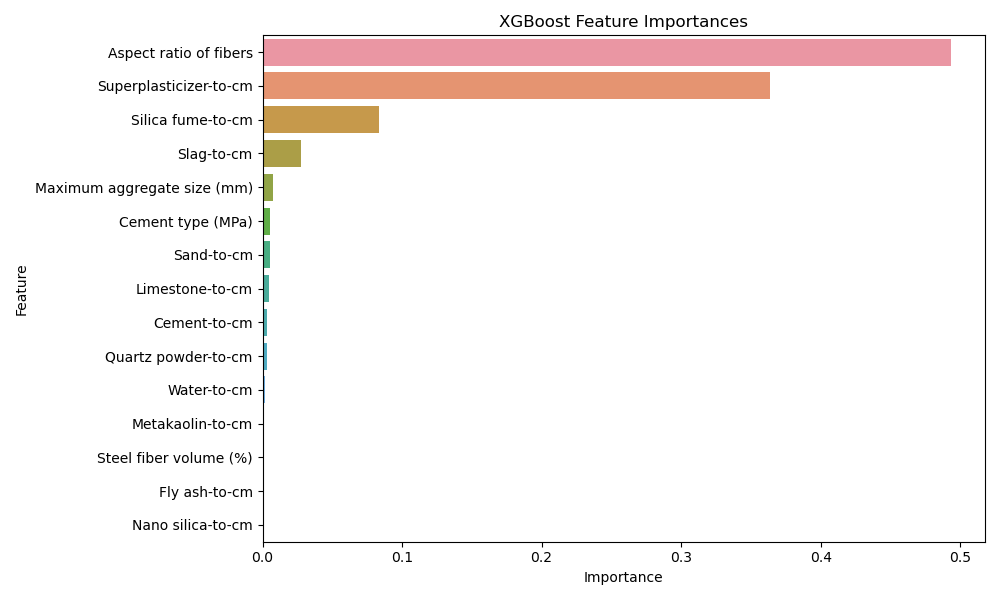 XGBoost Feature Importances
Aspect ratio of fibers
Superplasticizer-to-cm
Silica fume-to-cm
Slag-to-cm
Maximum aggregate size (mm)
Cement type (MPa)
Sand-to-cm
Limestone-to-cm
Cement-to-cm
Quartz powder-to-cm
Water-to-cm
Metakaolin-to-cm
Steel fiber volume (%)
Fly ash-to-cm
Nano silica-to-cm
Feature
0.0 0.1 0.2 0.3 0.4 0.5
Importance